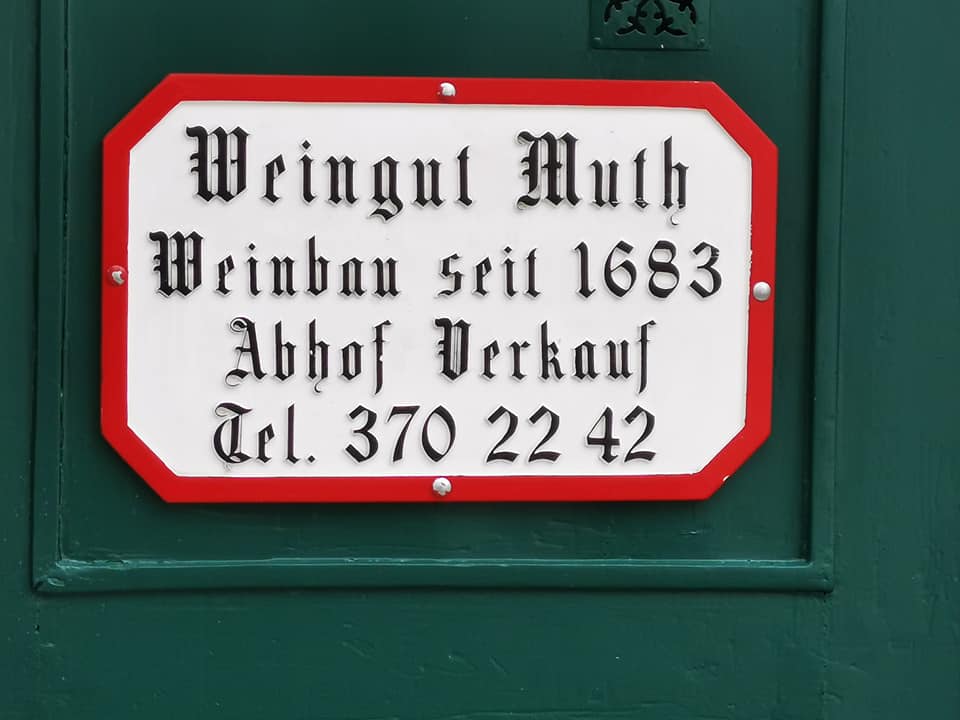 Weingut Muth
Weinbau seit 1683
Abhof Verkauf
Tel. 370 22 42